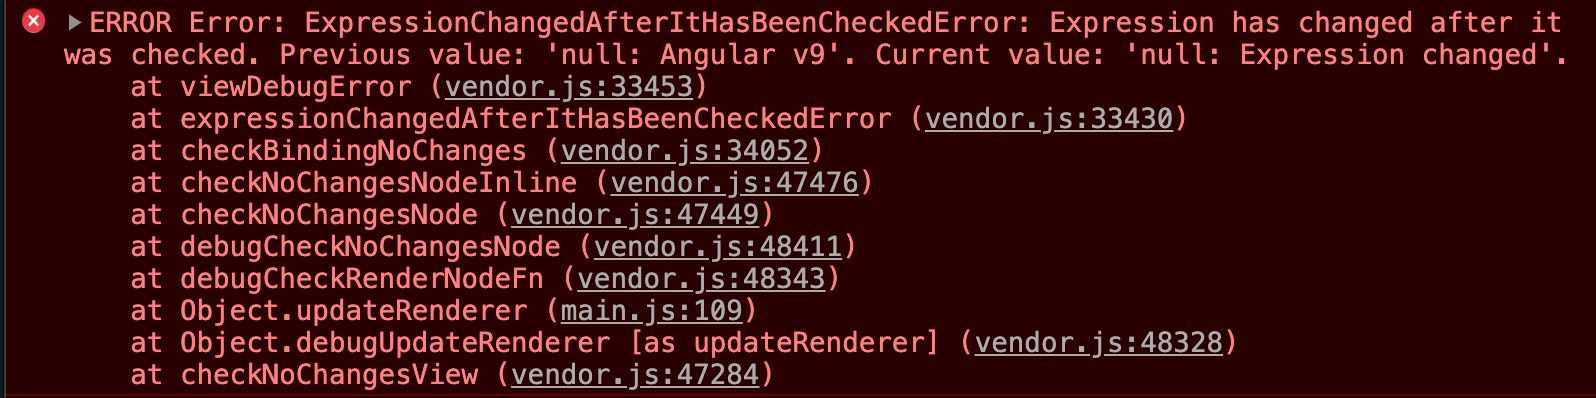 ERROR Error: ExpressionChangedAfterItHasBeenCheckedError: Expression has changed after it
was checked. Previous value: 'null: Angular v9'. Current value: 'null: Expression changed'.
at viewDebugError (vendor.js:33453)
at expressionChangedAfterItHasBeenCheckedError (vendor.js:33430)
at checkBindingNoChanges (vendor.js:34052)
at checkNoChangesNodeInline (vendor.js:47476)
at checkNoChangesNode (vendor.js:47449)
at debugCheckNoChangesNode (vendor.js:48411)
at debugCheckRenderNodeFn (vendor.js:48343)
at Object.updateRenderer (main.js:109)
at Object.debugUpdateRenderer [as updateRenderer] (vendor.js:48328)
at checkNoChangesView (vendor.js:47284)